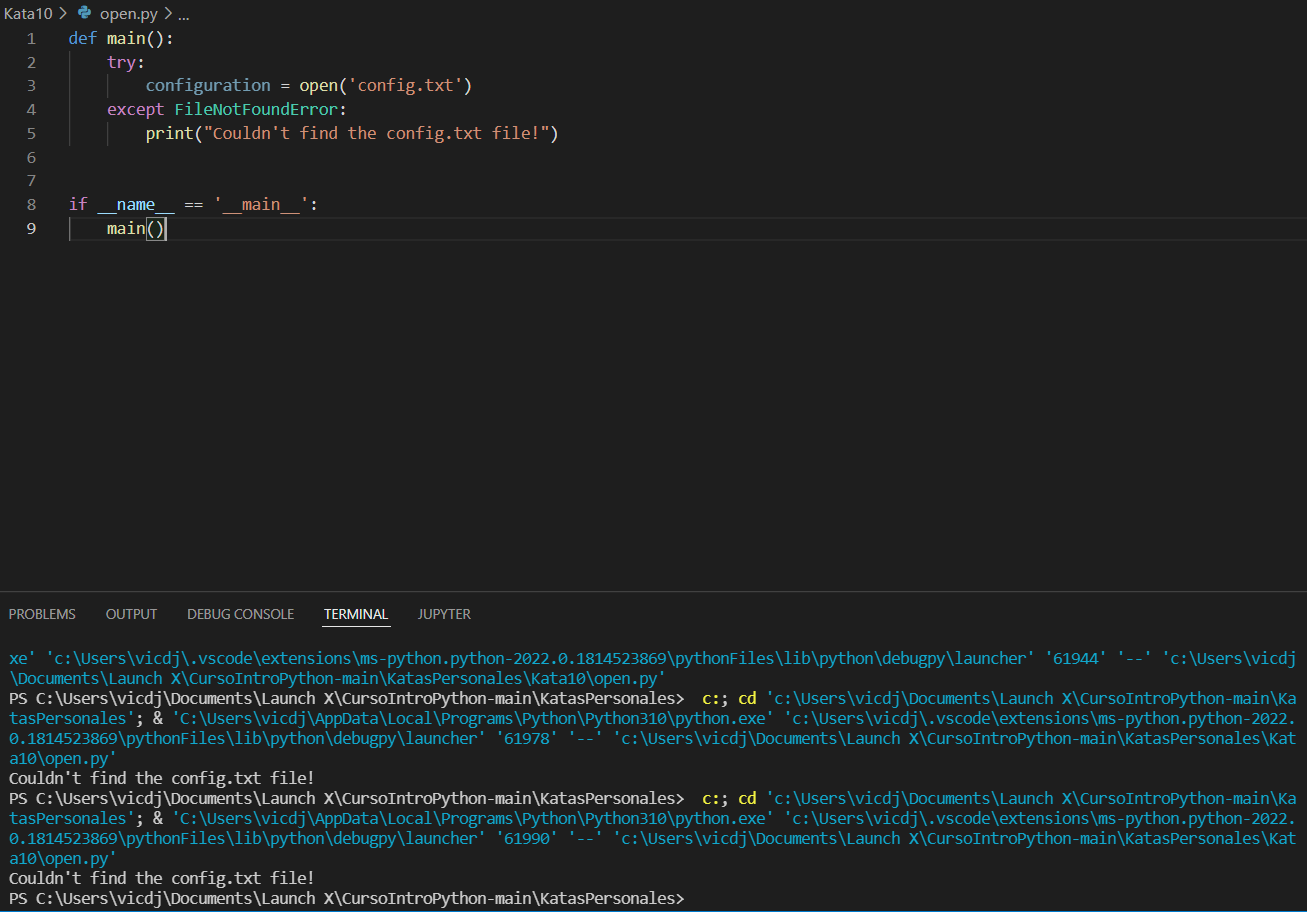 Kata10 > open.py > ...
1 def main():
2     try:
3         configuration = open('config.txt')
4     except FileNotFoundError:
5         print("Couldn't find the config.txt file!")
6
7
8 if __name__ == '__main__':
9     main()
PROBLEMS OUTPUT DEBUG CONSOLE TERMINAL JUPYTER
xe' 'c:\Users\vicdj\.vscode\extensions\ms-python.python-2022.0.1814523869\pythonFiles\lib\python\debugpy\launcher' '61944' '--' 'c:\Users\vicdj
\Documents\Launch X\CursoIntroPython-main\KatasPersonales\Kata10\open.py'
PS C:\Users\vicdj\Documents\Launch X\CursoIntroPython-main\KatasPersonales>  c:; cd 'c:\Users\vicdj\Documents\Launch X\CursoIntroPython-main\Ka
tasPersonales'; & 'C:\Users\vicdj\AppData\Local\Programs\Python\Python310\python.exe' 'c:\Users\vicdj\.vscode\extensions\ms-python.python-2022.
0.1814523869\pythonFiles\lib\python\debugpy\launcher' '61978' '--' 'c:\Users\vicdj\Documents\Launch X\CursoIntroPython-main\KatasPersonales\Kat
a10\open.py'
Couldn't find the config.txt file!
PS C:\Users\vicdj\Documents\Launch X\CursoIntroPython-main\KatasPersonales>  c:; cd 'c:\Users\vicdj\Documents\Launch X\CursoIntroPython-main\Ka
tasPersonales'; & 'C:\Users\vicdj\AppData\Local\Programs\Python\Python310\python.exe' 'c:\Users\vicdj\.vscode\extensions\ms-python.python-2022.
0.1814523869\pythonFiles\lib\python\debugpy\launcher' '61990' '--' 'c:\Users\vicdj\Documents\Launch X\CursoIntroPython-main\KatasPersonales\Kat
a10\open.py'
Couldn't find the config.txt file!
PS C:\Users\vicdj\Documents\Launch X\CursoIntroPython-main\KatasPersonales>